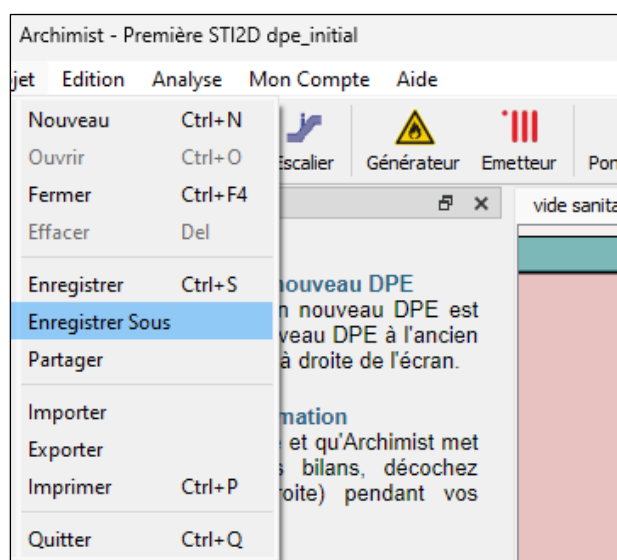 Archimist - Première STI2D dpe_initial
jet Edition Analyse Mon Compte Aide
Nouveau Ctrl+N
Ouvrir Ctrl+O
Fermer Ctrl+F4
Effacer Del
Enregistrer Ctrl+S
Enregistrer Sous
Partager
Importer
Exporter
Imprimer Ctrl+P
Quitter Ctrl+Q
Escalier Générateur Emetteur Pon
vide sanita
nouveau DPE
n nouveau DPE est
veau DPE à l'ancien
à droite de l'écran.
mation
et qu'Archimist met
s bilans, décochez
roite) pendant vos